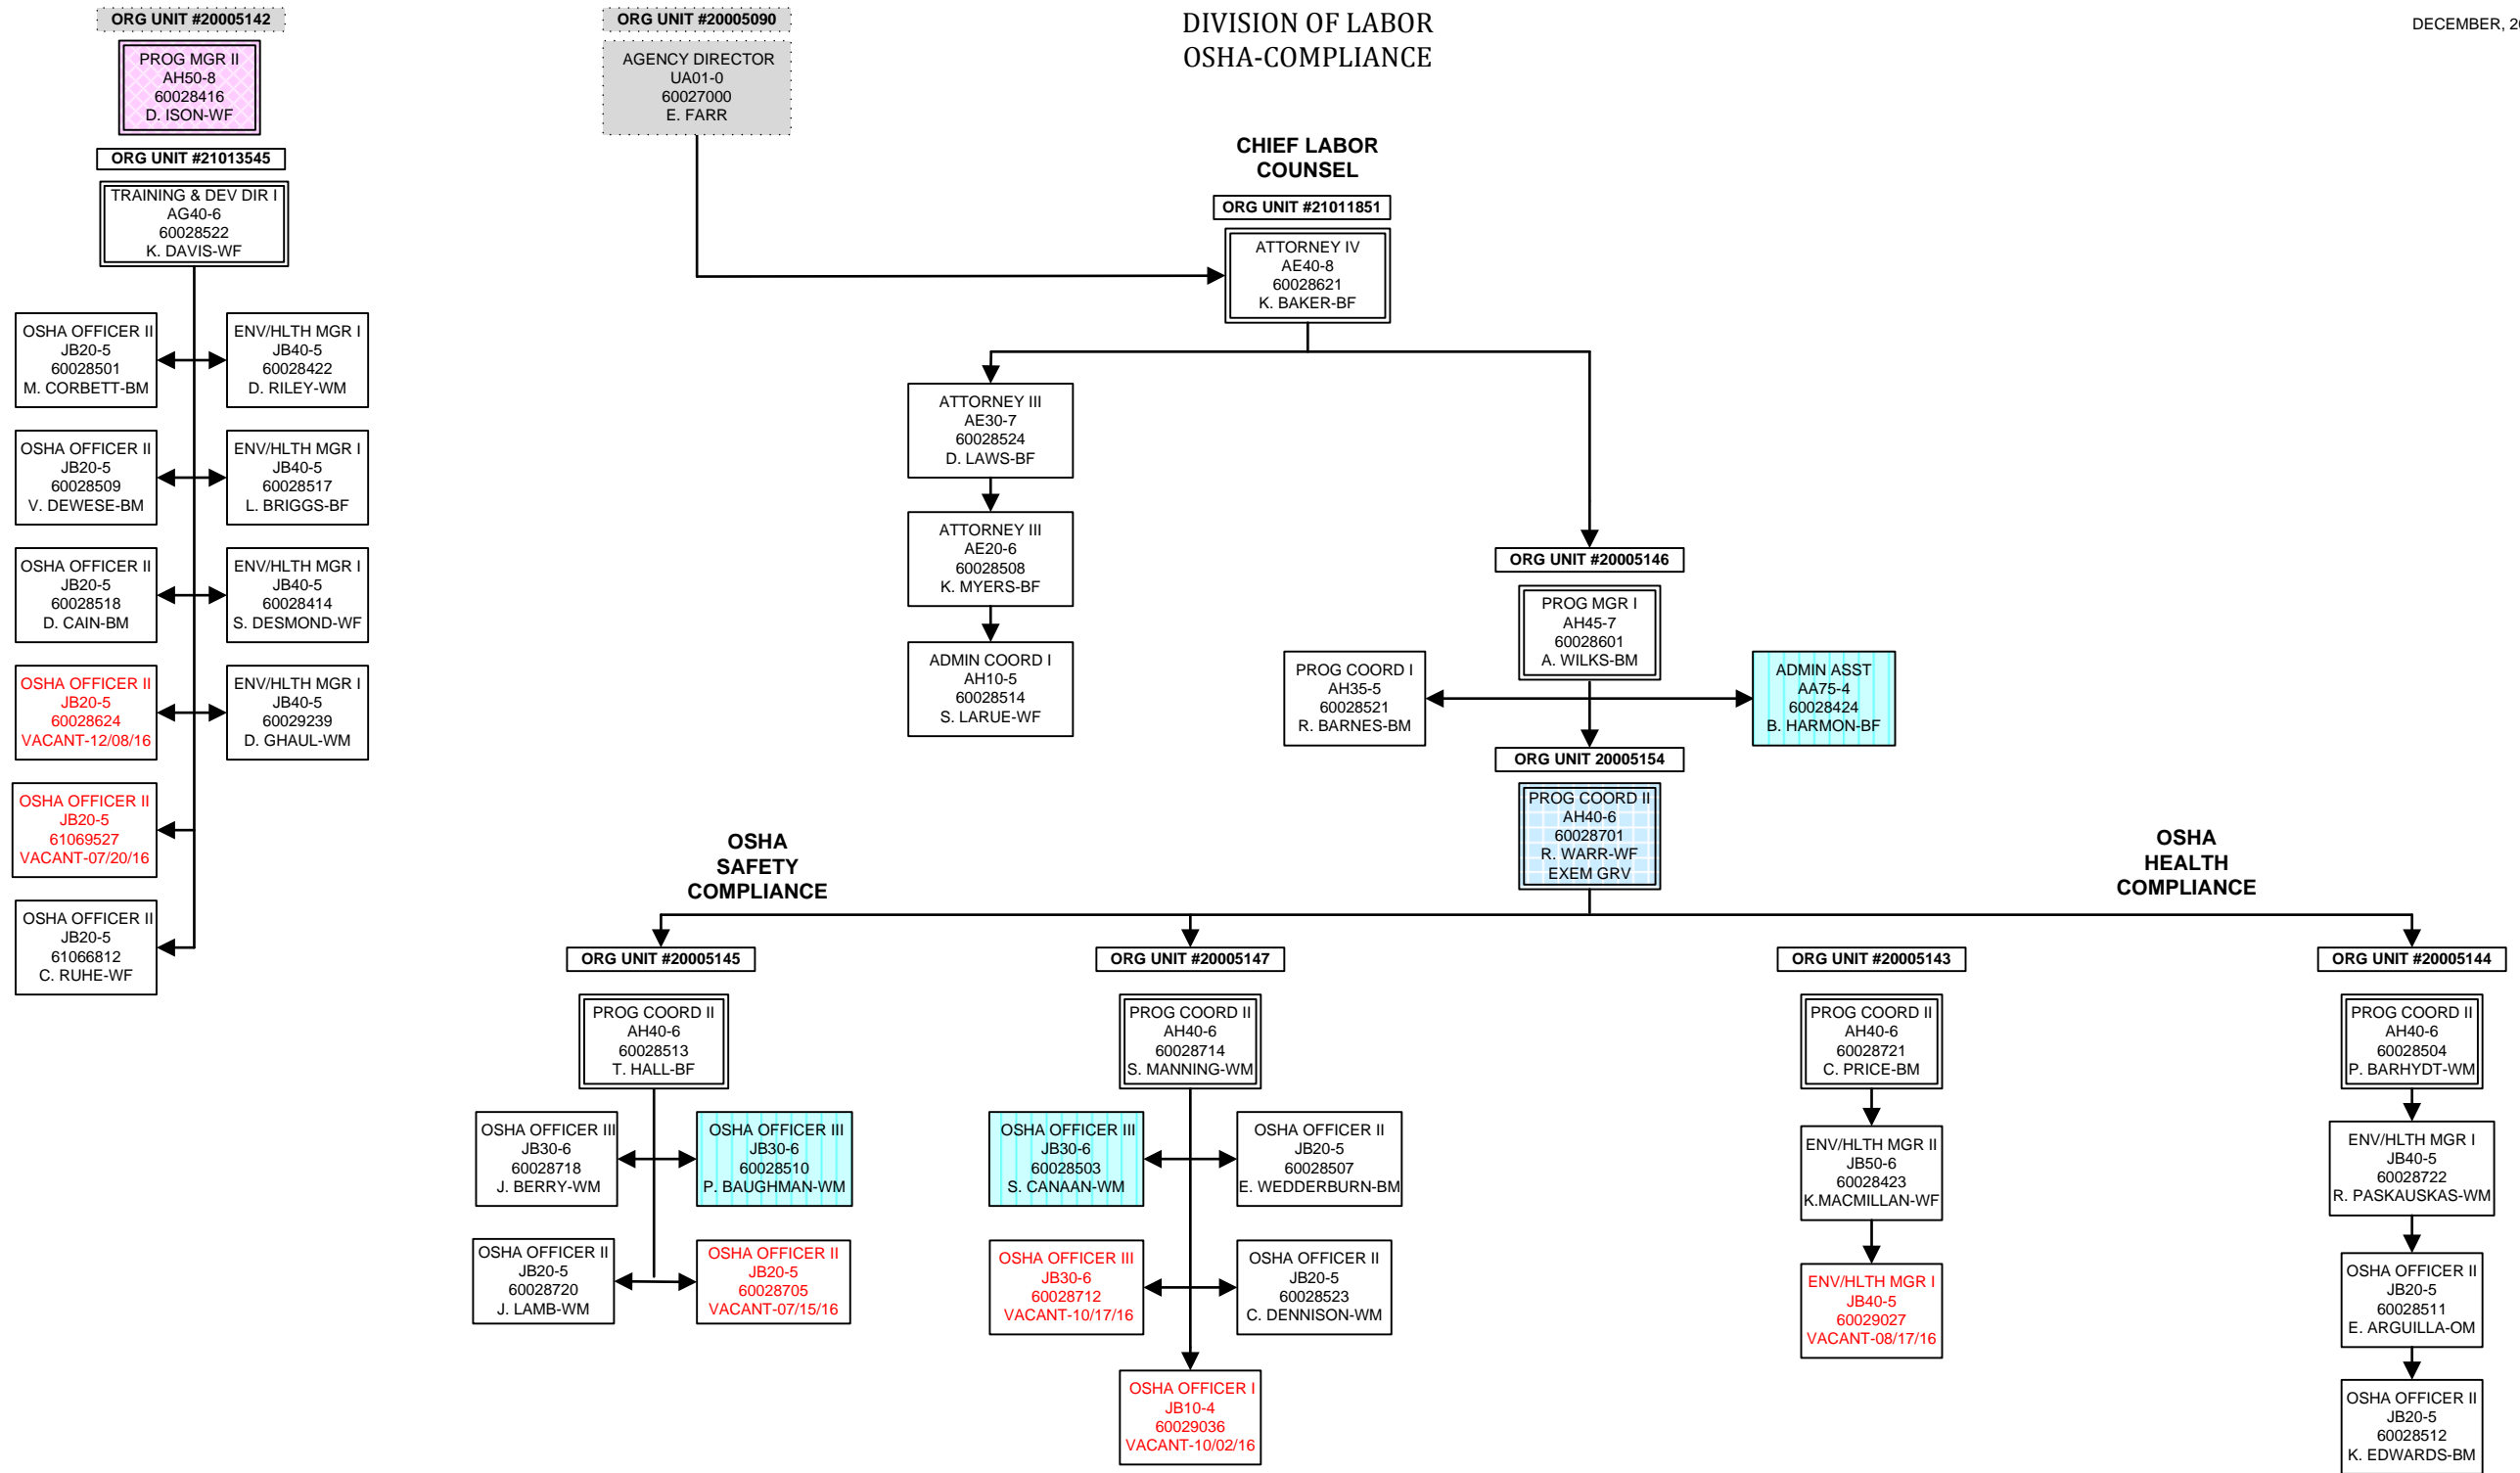 DIVISION OF LABOR
OSHA-COMPLIANCE
DECEMBER, 20
ORG UNIT #20005142
PROG MGR II
AH50-8
60028416
D. ISON-WF
ORG UNIT #21013545
TRAINING & DEV DIR I
AG40-6
60028522
K. DAVIS-WF
OSHA OFFICER II
JB20-5
60028501
M. CORBETT-BM
ENV/HLTH MGR I
JB40-5
60028422
D. RILEY-WM
OSHA OFFICER II
JB20-5
60028509
V. DEWESE-BM
ENV/HLTH MGR I
JB40-5
60028517
L. BRIGGS-BF
OSHA OFFICER II
JB20-5
60028518
D. CAIN-BM
ENV/HLTH MGR I
JB40-5
60028414
S. DESMOND-WF
OSHA OFFICER II
JB20-5
60028624
VACANT-12/08/16
ENV/HLTH MGR I
JB40-5
60029239
D. GHAUL-WM
OSHA OFFICER II
JB20-5
61069527
VACANT-07/20/16
OSHA OFFICER II
JB20-5
61066812
C. RUHE-WF
ORG UNIT #20005090
AGENCY DIRECTOR
UA01-0
60027000
E. FARR
CHIEF LABOR
COUNSEL
ORG UNIT #21011851
ATTORNEY IV
AE40-8
60028621
K. BAKER-BF
ATTORNEY III
AE30-7
60028524
D. LAWS-BF
ATTORNEY III
AE20-6
60028508
K. MYERS-BF
ADMIN COORD I
AH10-5
60028514
S. LARUE-WF
ORG UNIT #20005146
PROG MGR I
AH45-7
60028601
A. WILKS-BM
PROG COORD I
AH35-5
60028521
R. BARNES-BM
ADMIN ASST
AA75-4
60028424
B. HARMON-BF
ORG UNIT 20005154
PROG COORD II
AH40-6
60028701
R. WARR-WF
EXEM GRV
OSHA
SAFETY
COMPLIANCE
OSHA
HEALTH
COMPLIANCE
ORG UNIT #20005145
PROG COORD II
AH40-6
60028513
T. HALL-BF
OSHA OFFICER III
JB30-6
60028718
J. BERRY-WM
OSHA OFFICER III
JB30-6
60028510
P. BAUGHMAN-WM
OSHA OFFICER II
JB20-5
60028720
J. LAMB-WM
OSHA OFFICER II
JB20-5
60028705
VACANT-07/15/16
ORG UNIT #20005147
PROG COORD II
AH40-6
60028714
S. MANNING-WM
OSHA OFFICER III
JB30-6
60028503
S. CANAAN-WM
OSHA OFFICER II
JB20-5
60028507
E. WEDDERBURN-BM
OSHA OFFICER III
JB30-6
60028712
VACANT-10/17/16
OSHA OFFICER II
JB20-5
60028523
C. DENNISON-WM
OSHA OFFICER I
JB10-4
60029036
VACANT-10/02/16
ORG UNIT #20005143
PROG COORD II
AH40-6
60028721
C. PRICE-BM
ENV/HLTH MGR II
JB50-6
60028423
K.MACMILLAN-WF
ENV/HLTH MGR I
JB40-5
60029027
VACANT-08/17/16
ORG UNIT #20005144
PROG COORD II
AH40-6
60028504
P. BARHYDT-WM
ENV/HLTH MGR I
JB40-5
60028722
R. PASKAUSKAS-WM
OSHA OFFICER II
JB20-5
60028511
E. ARGUILLA-OM
OSHA OFFICER II
JB20-5
60028512
K. EDWARDS-BM